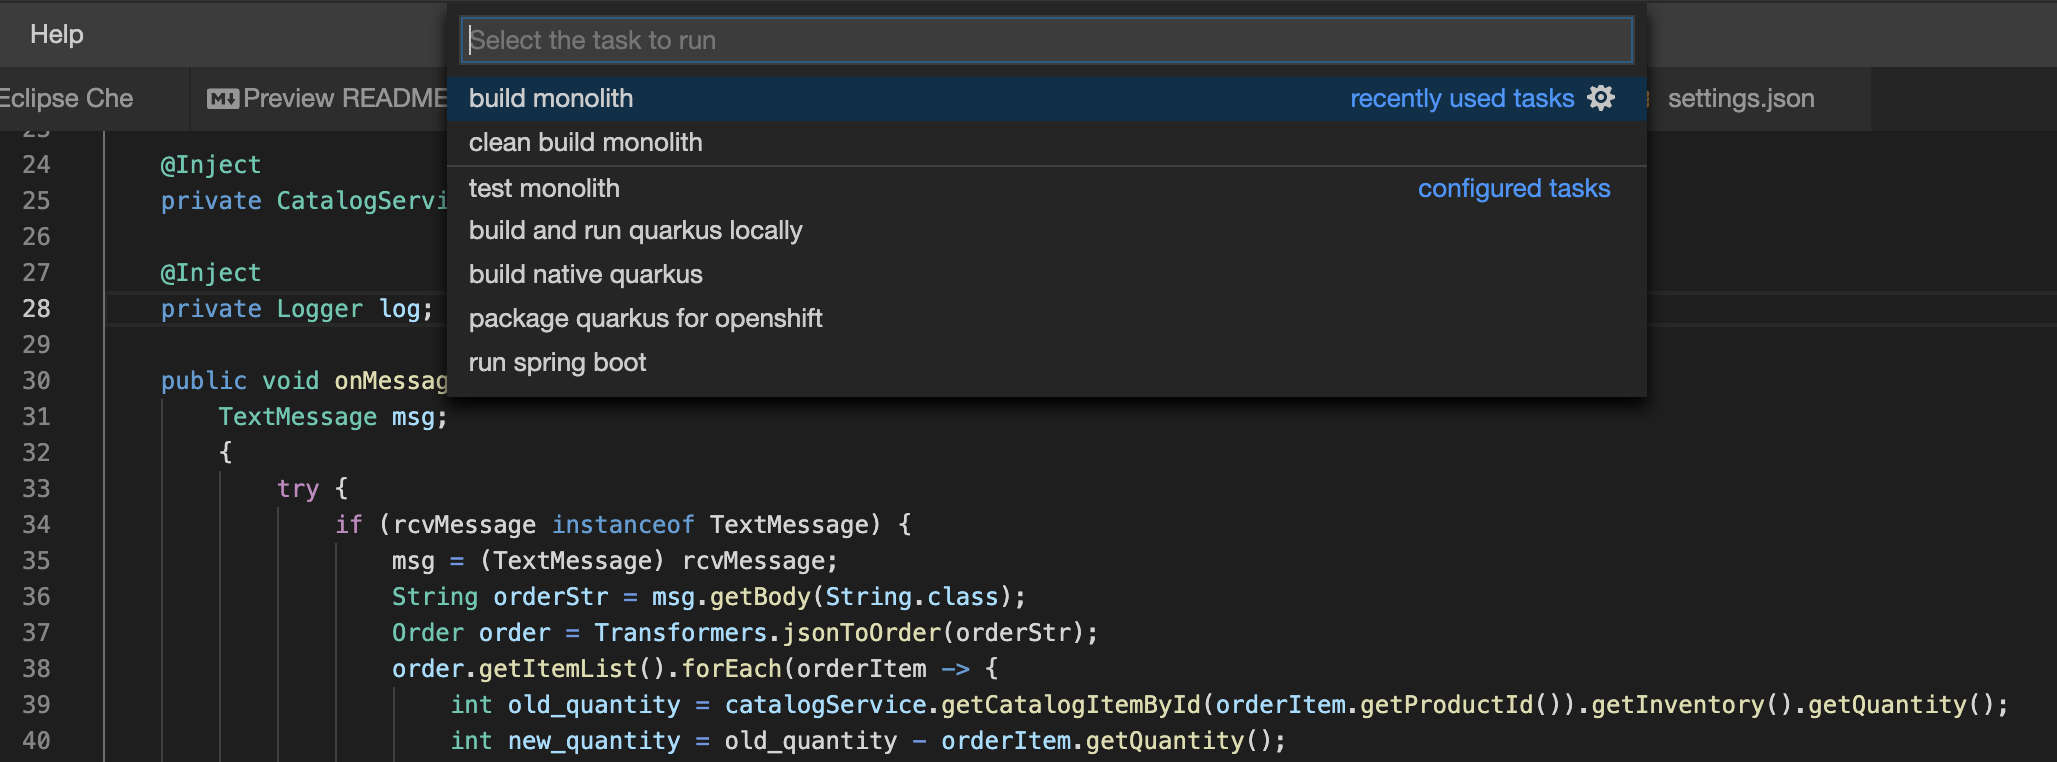 Help
Select the task to run
Eclipse Che
Preview README
build monolith
recently used tasks
settings.json
clean build monolith
test monolith
configured tasks
build and run quarkus locally
build native quarkus
package quarkus for openshift
run spring boot
24 @Inject
25 private CatalogServi
26
27 @Inject
28 private Logger log;
29
30 public void onMessag
31 TextMessage msg;
32 {
33 try {
34 if (rcvMessage instanceof TextMessage) {
35 msg = (TextMessage) rcvMessage;
36 String orderStr = msg.getBody(String.class);
37 Order order = Transformers.jsonToOrder(orderStr);
38 order.getItemList().forEach(orderItem -> {
39 int old_quantity = catalogService.getCatalogItemById(orderItem.getProductId()).getInventory().getQuantity();
40 int new_quantity = old_quantity - orderItem.getQuantity();